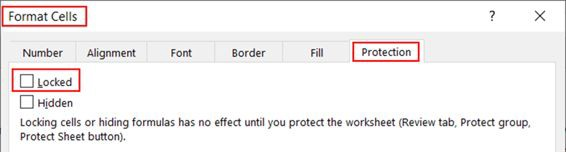 Format Cells
? ×
Number Alignment Font Border Fill Protection
Locked
Hidden
Locking cells or hiding formulas has no effect until you protect the worksheet (Review tab, Protect group,
Protect Sheet button).